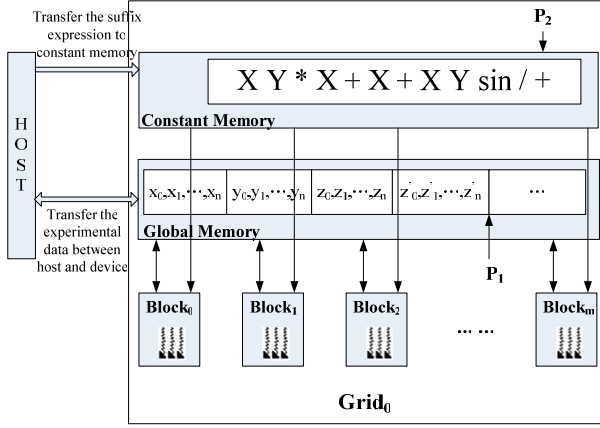 Transfer the suffix
expression to
constant memory
P2
X Y * X + X + X Y sin / +
Constant Memory
HOST
x0,x1,···,xn
y0,y1,···,yn
z0,z1,···,zn
z'0,z'1,···,z'n
···
Global Memory
Transfer the
experimental
data between
host and device
P1
Block0
Block1
Block2
··· ···
Blockm
Grid0